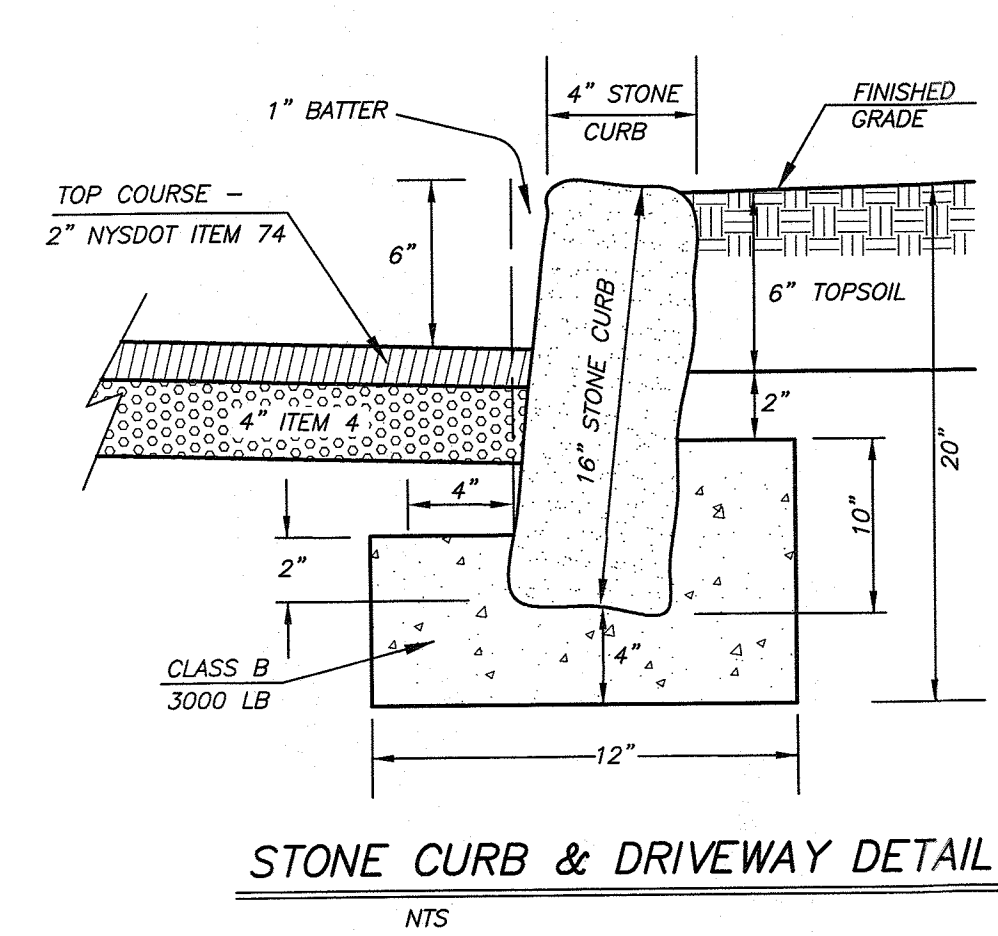 4" STONE
CURB
1" BATTER
FINISHED
GRADE
TOP COURSE –
2" NYSDOT ITEM 74
6"
6" TOPSOIL
16" STONE CURB
2"
4" ITEM 4
20"
4"
10"
2"
4"
CLASS B
3000 LB
12"
STONE CURB & DRIVEWAY DETAIL
NTS